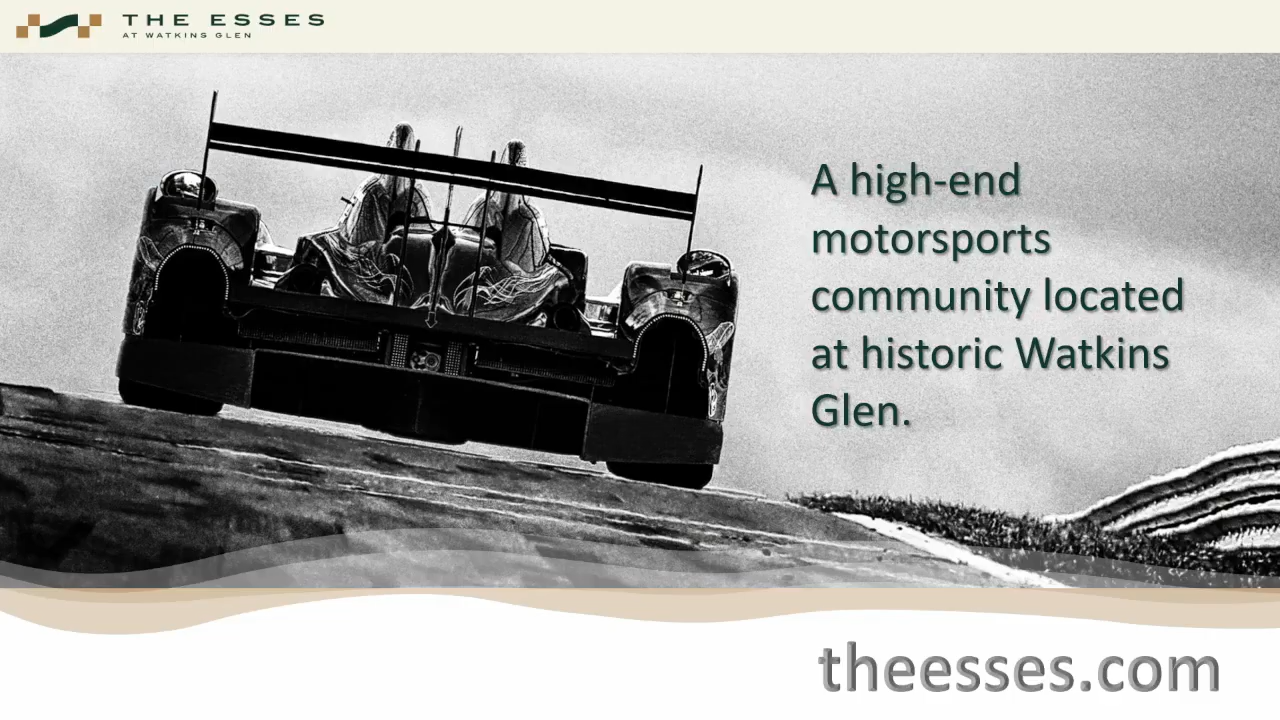 THE ESSES
AT WATKINS GLEN
A high-end
motorsports
community located
at historic Watkins
Glen.
theesses.com